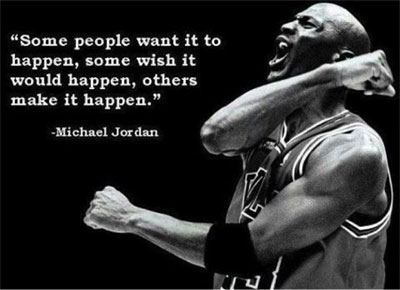 “Some people want it to
happen, some wish it
would happen, others
make it happen.”
-Michael Jordan